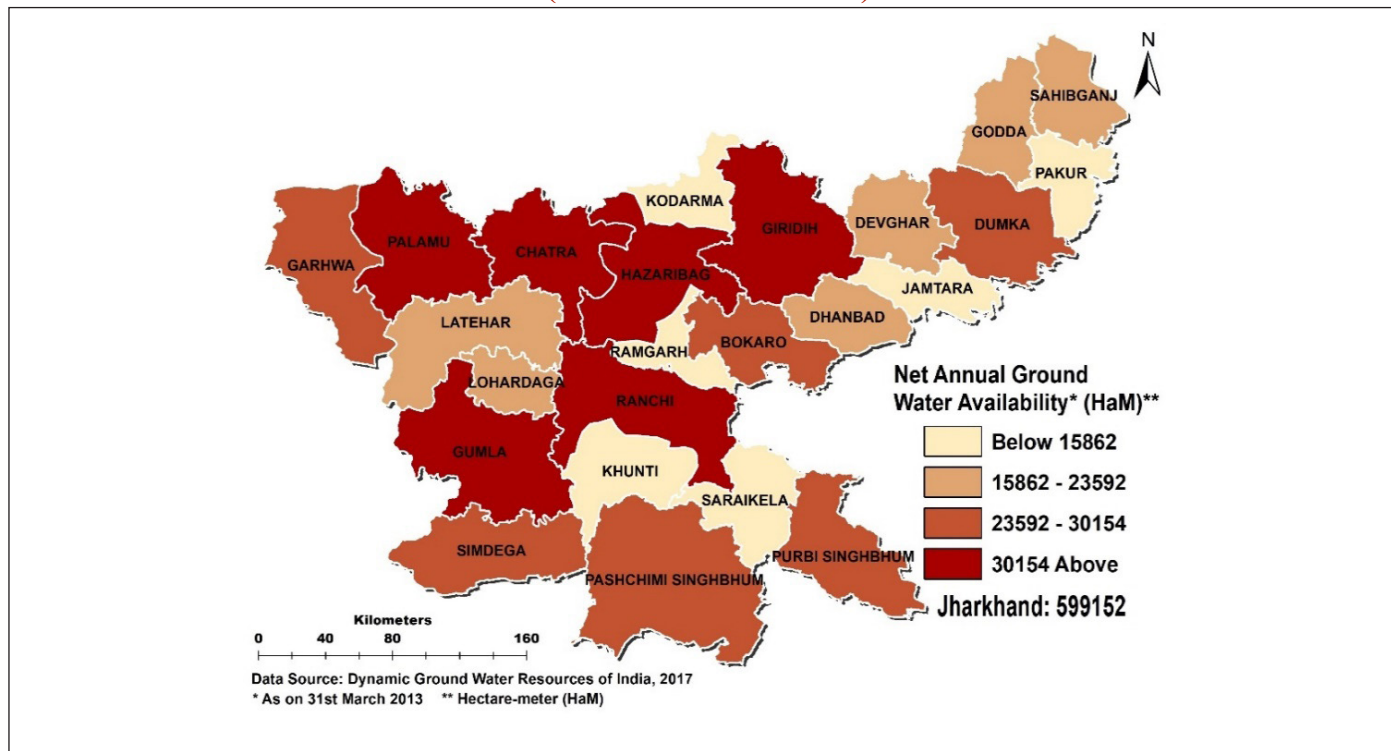 N
SAHIBGANJ
GODDA
PAKUR
KODARMA
DEVGHAR
DUMKA
GIRIDIH
PALAMU
CHATRA
GARHWA
HAZARIBAG
JAMTARA
LATEHAR
DHANBAD
BOKARO
RAMGARH
LOHARDAGA
RANCHI
GUMLA
KHUNTI
SARAIKELA
SIMDEGA
PURBI SINGHBHUM
PASHCHIMI SINGHBHUM
Net Annual Ground
Water Availability* (HaM)**
Below 15862
15862 - 23592
23592 - 30154
30154 Above
Jharkhand: 599152
Kilometers
0 40 80 160
Data Source: Dynamic Ground Water Resources of India, 2017
* As on 31st March 2013 ** Hectare-meter (HaM)